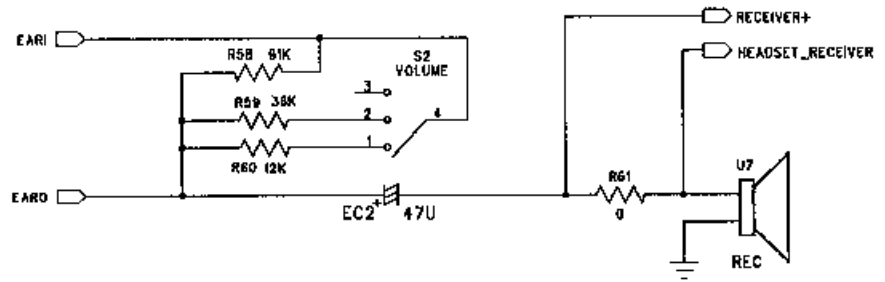 RECEIVER+
EARI
HEADSET_RECEIVER
R58 91K
S2
VOLUME
3
R59 36K
2
4
1
R60 12K
U7
R61
EARO
0
EC2 + 47U
REC